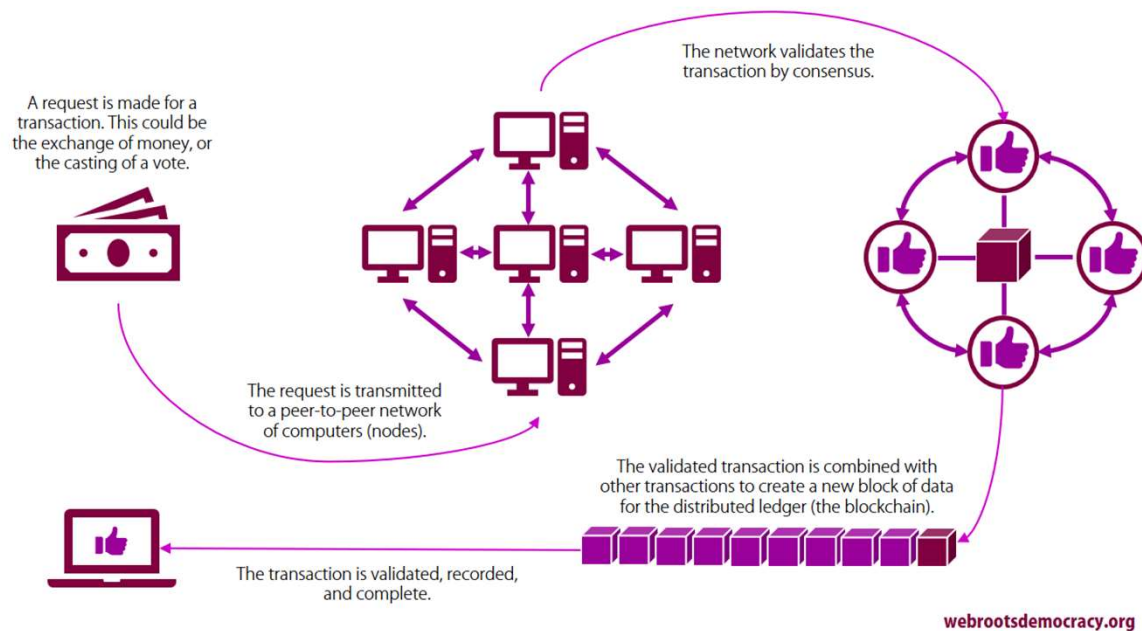 A request is made for a
transaction. This could be
the exchange of money, or
the casting of a vote.
The request is transmitted
to a peer-to-peer network
of computers (nodes).
The network validates the
transaction by consensus.
The validated transaction is combined with
other transactions to create a new block of data
for the distributed ledger (the blockchain).
The transaction is validated, recorded,
and complete.
webrootsdemocracy.org